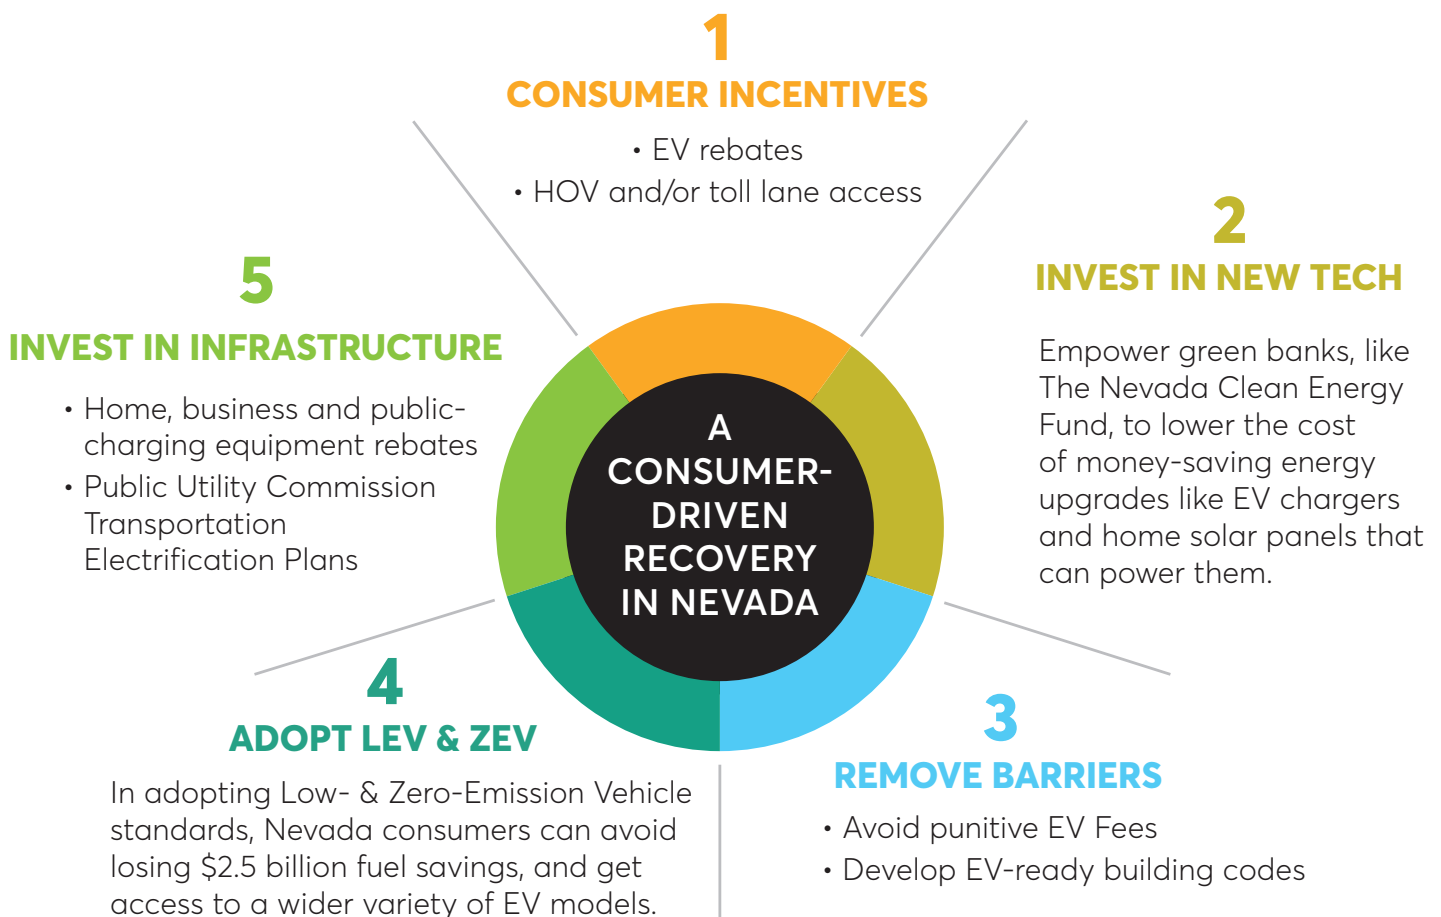 1
CONSUMER INCENTIVES
• EV rebates
• HOV and/or toll lane access
2
INVEST IN NEW TECH
Empower green banks, like
The Nevada Clean Energy
Fund, to lower the cost
of money-saving energy
upgrades like EV chargers
and home solar panels that
can power them.
3
REMOVE BARRIERS
• Avoid punitive EV Fees
• Develop EV-ready building codes
4
ADOPT LEV & ZEV
In adopting Low- & Zero-Emission Vehicle
standards, Nevada consumers can avoid
losing $2.5 billion fuel savings, and get
access to a wider variety of EV models.
5
INVEST IN INFRASTRUCTURE
• Home, business and public-
charging equipment rebates
• Public Utility Commission
Transportation
Electrification Plans
A
CONSUMER-
DRIVEN
RECOVERY
IN NEVADA